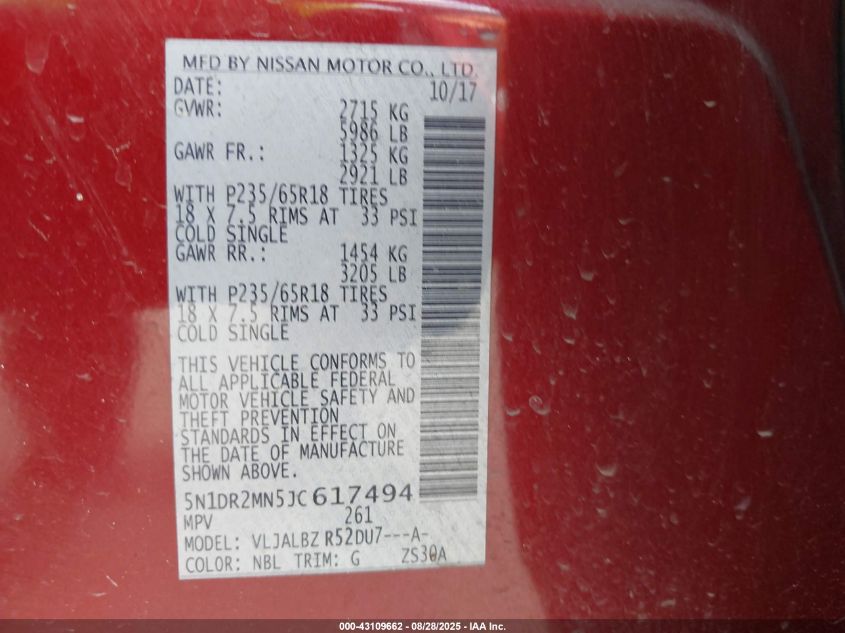 MFD BY NISSAN MOTOR CO., LTD.
DATE: 10/17
GVWR: 2715 KG
5986 LB
GAWR FR.: 1325 KG
2921 LB
WITH P235/65R18 TIRES
18 X 7.5 RIMS AT 33 PSI
COLD SINGLE
GAWR RR.: 1454 KG
3205 LB
WITH P235/65R18 TIRES
18 X 7.5 RIMS AT 33 PSI
COLD SINGLE
THIS VEHICLE CONFORMS TO
ALL APPLICABLE FEDERAL
MOTOR VEHICLE SAFETY AND
THEFT PREVENTION
STANDARDS IN EFFECT ON
THE DATE OF MANUFACTURE
SHOWN ABOVE.
5N1DR2MN5JC617494
MPV 261
MODEL: VLJALBZ R52DU7---A-
COLOR: NBL TRIM: G ZS30A
000-43109662 - 08/28/2025 - IAA Inc.